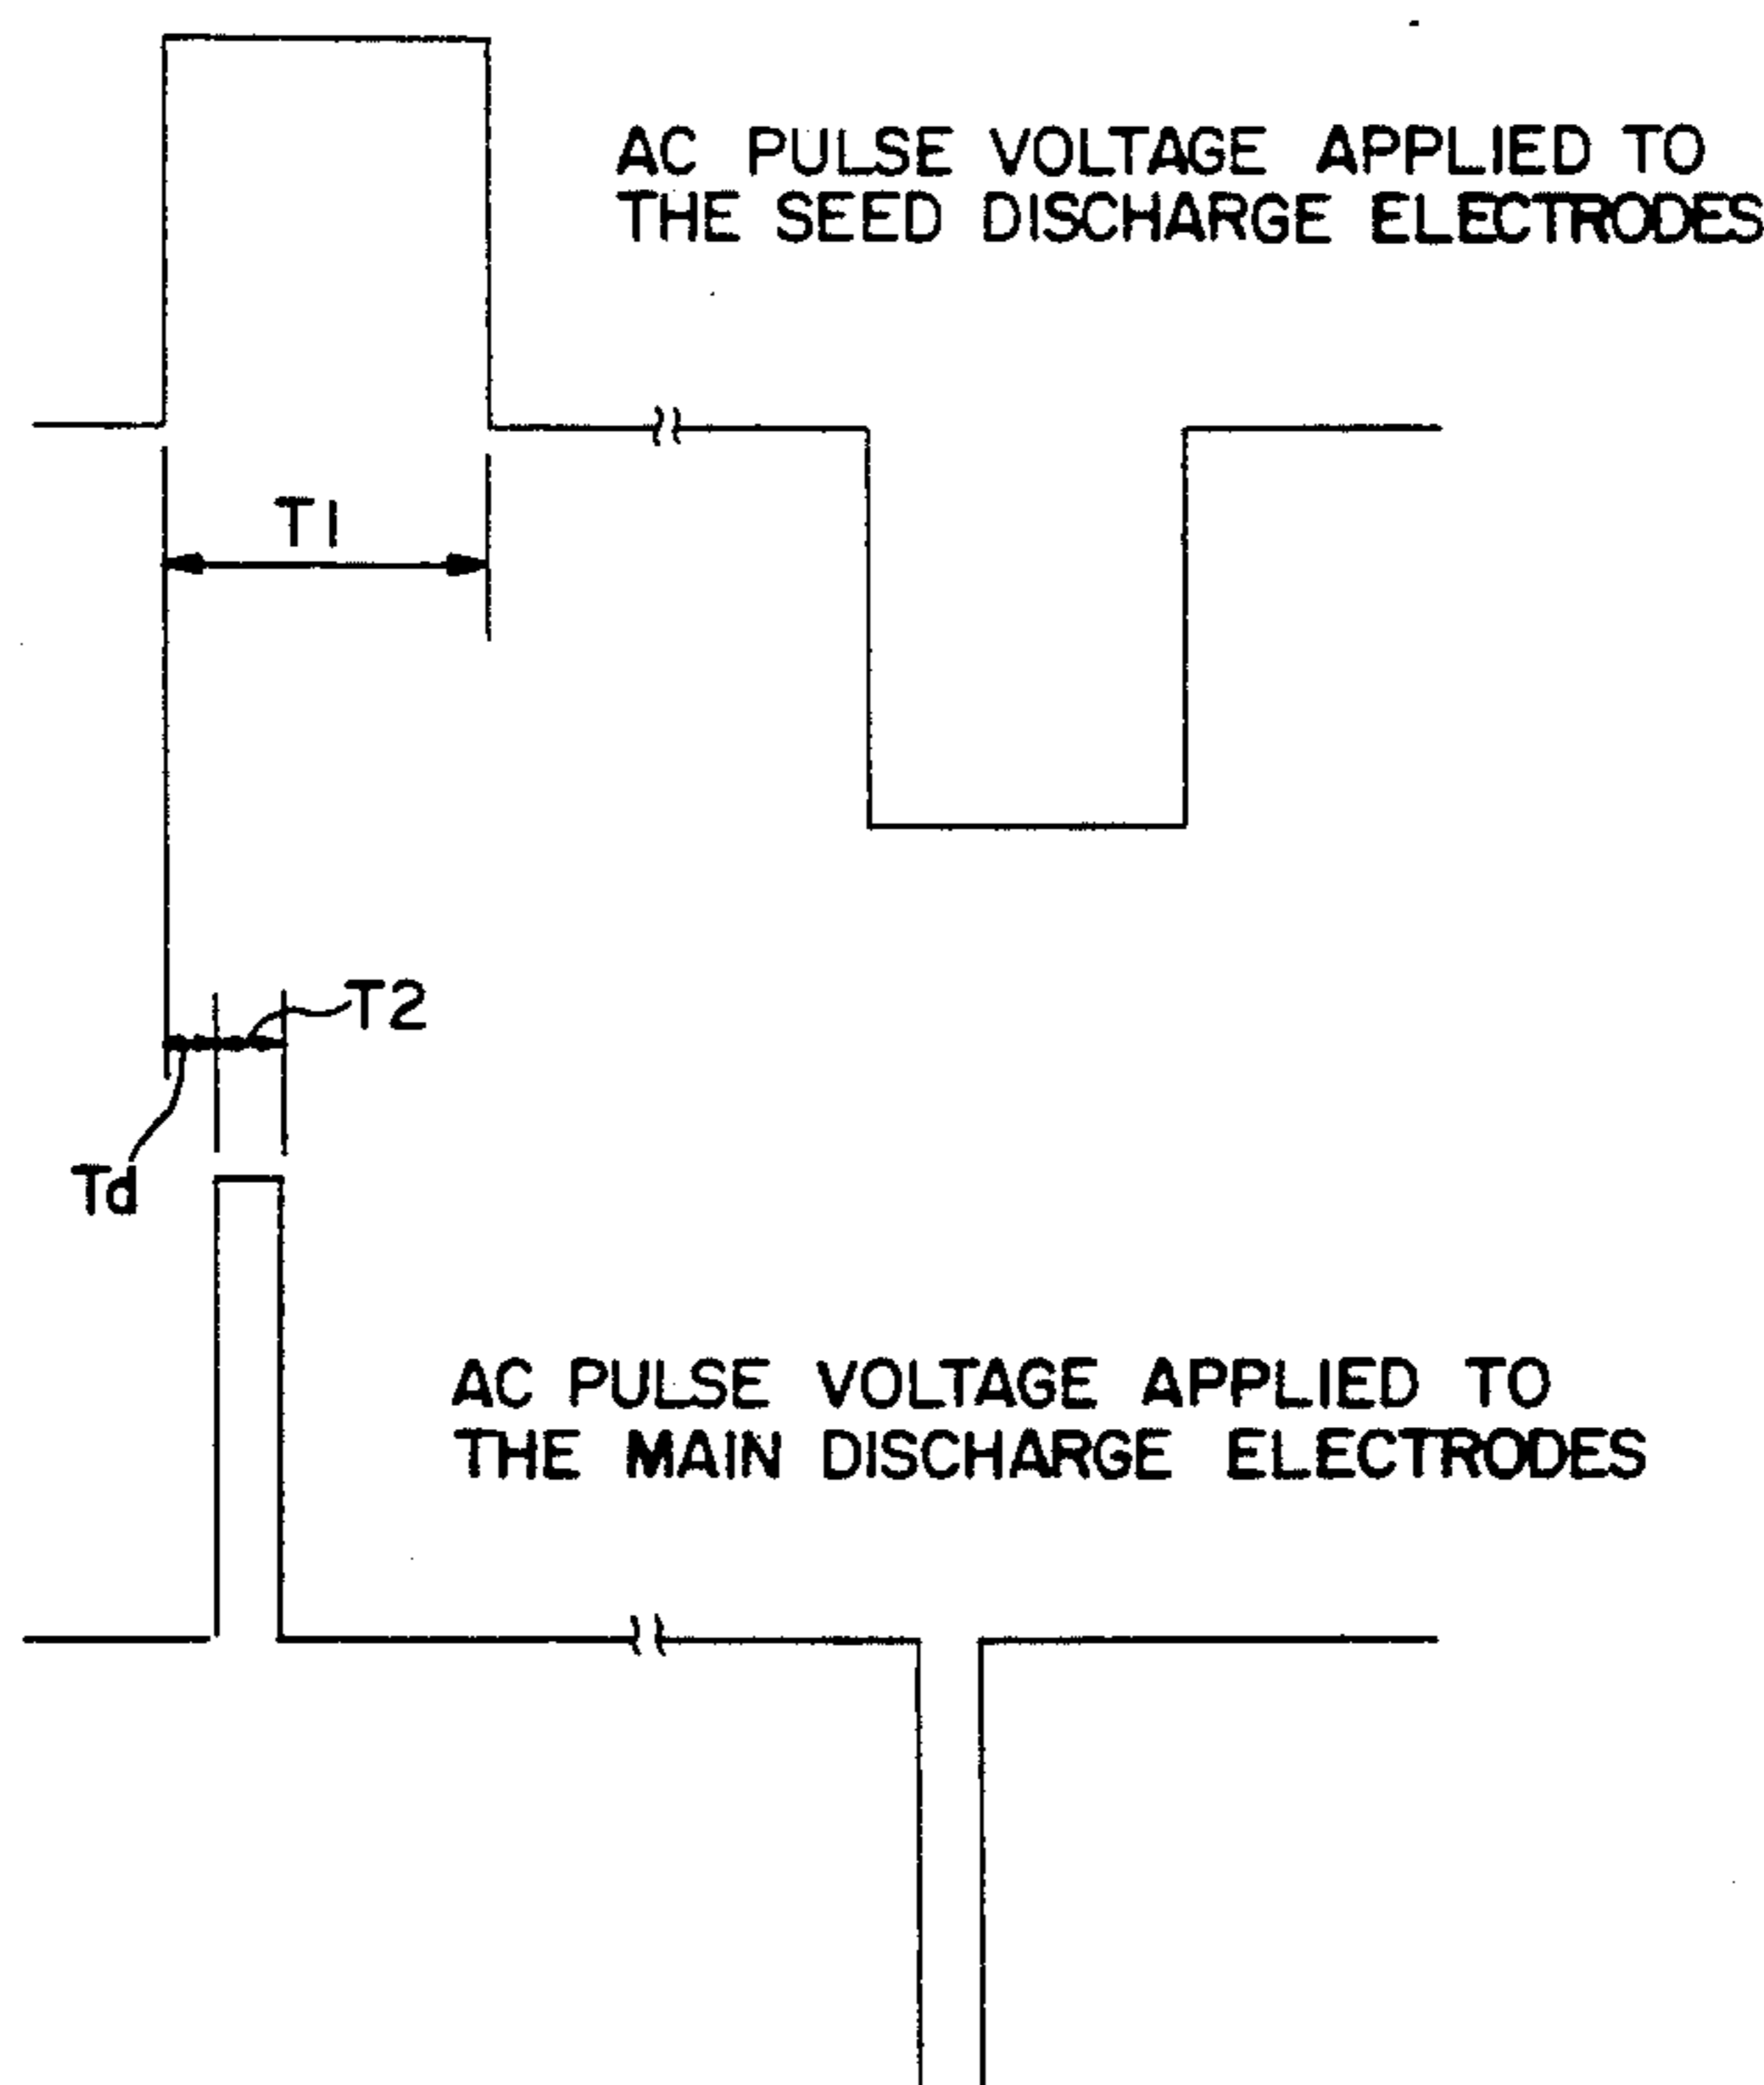 AC PULSE VOLTAGE APPLIED TO
THE SEED DISCHARGE ELECTRODES
T1
T2
Td
AC PULSE VOLTAGE APPLIED TO
THE MAIN DISCHARGE ELECTRODES